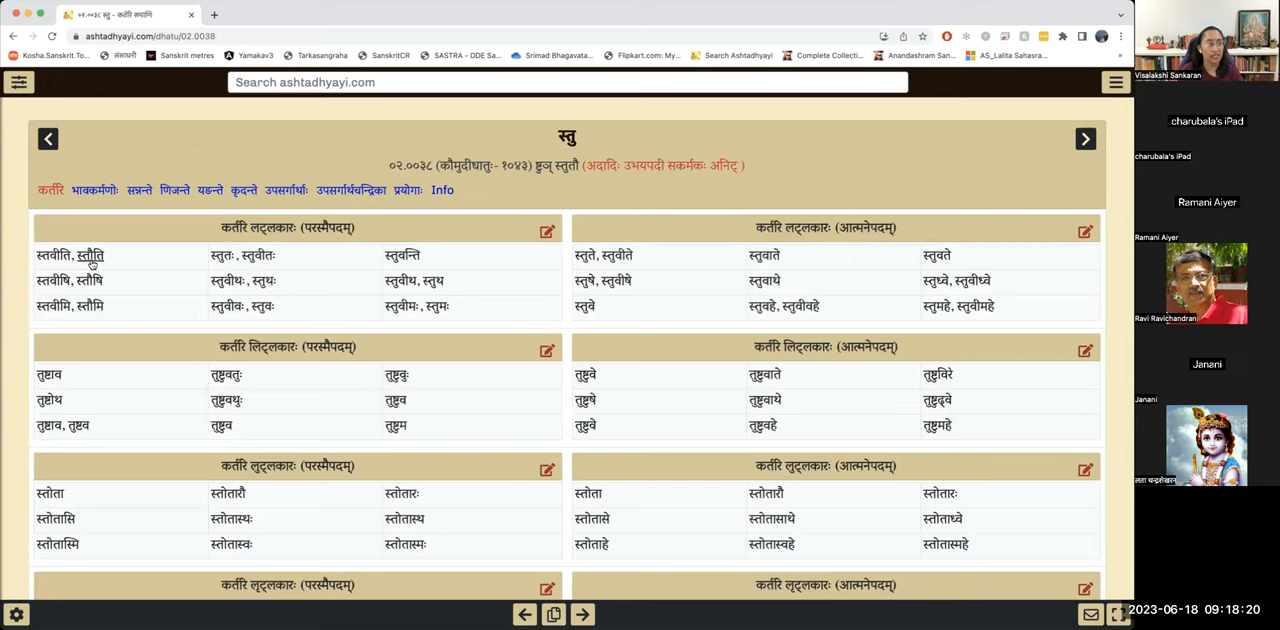 ०२.००३८ स्तु - कर्तरि रूपाणि
ashtadhyayi.com/dhatu/02.0038
Kosha.Sanskrit.To... संसाधनी Sanskrit metres Yamakav3 Tarkasangraha SanskritCR SASTRA - DDE Sa... Srimad Bhagavata... Flipkart.com: My... Search Ashtadhyayi Complete Collecti... Anandashram San... AS_Lalita Sahasra...
Search ashtadhyayi.com
स्तु
०२.००३८ (कौमुदीधातुः- १०४३) ष्टुञ् स्तुतौ (अदादिः उभयपदी सकर्मकः अनिट् )
कर्तरि भावकर्मणोः सन्नन्ते णिजन्ते यङन्ते कृदन्ते उपसर्गार्थाः उपसर्गार्थचन्द्रिका प्रयोगाः Info
कर्तरि लट्लकारः (परस्मैपदम्) कर्तरि लट्लकारः (आत्मनेपदम्)
स्तवीति, स्तौति स्तुतः , स्तुवीतः स्तुवन्ति स्तुते, स्तुवीते स्तुवाते स्तुवते
स्तवीषि, स्तौषि स्तुवीथः , स्तुथः स्तुवीथ, स्तुथ स्तुषे, स्तुवीषे स्तुवाथे स्तुध्वे, स्तुवीध्वे
स्तवीमि, स्तौमि स्तुवीवः , स्तुवः स्तुवीमः , स्तुमः स्तुवे स्तुवहे , स्तुवीवहे स्तुमहे, स्तुवीमहे
कर्तरि लिट्लकारः (परस्मैपदम्) कर्तरि लिट्लकारः (आत्मनेपदम्)
तुष्टाव तुष्टुवतुः तुष्टुवुः तुष्टुवे तुष्टुवाते तुष्टुविरे
तुष्टोथ तुष्टुवथुः तुष्टुव तुष्टुषे तुष्टुवाथे तुष्टुढ्वे
तुष्टाव, तुष्टव तुष्टुव तुष्टुम तुष्टुवे तुष्टुवहे तुष्टुमहे
कर्तरि लुट्लकारः (परस्मैपदम्) कर्तरि लुट्लकारः (आत्मनेपदम्)
स्तोता स्तोतारौ स्तोतारः स्तोता स्तोतारौ स्तोतारः
स्तोतासि स्तोतास्थः स्तोतास्थ स्तोतासे स्तोतासाथे स्तोताध्वे
स्तोतास्मि स्तोतास्वः स्तोतास्मः स्तोताहे स्तोतास्वहे स्तोतास्महे
कर्तरि लृट्लकारः (परस्मैपदम्) कर्तरि लृट्लकारः (आत्मनेपदम्)
Visalakshi Sankaran
charubala's iPad
charubala's iPad
Ramani Aiyer
Ramani Aiyer
Ravi Ravichandran
Janani
Janani
लता चन्द्रशेखरन्
2023-06-18 09:18:20